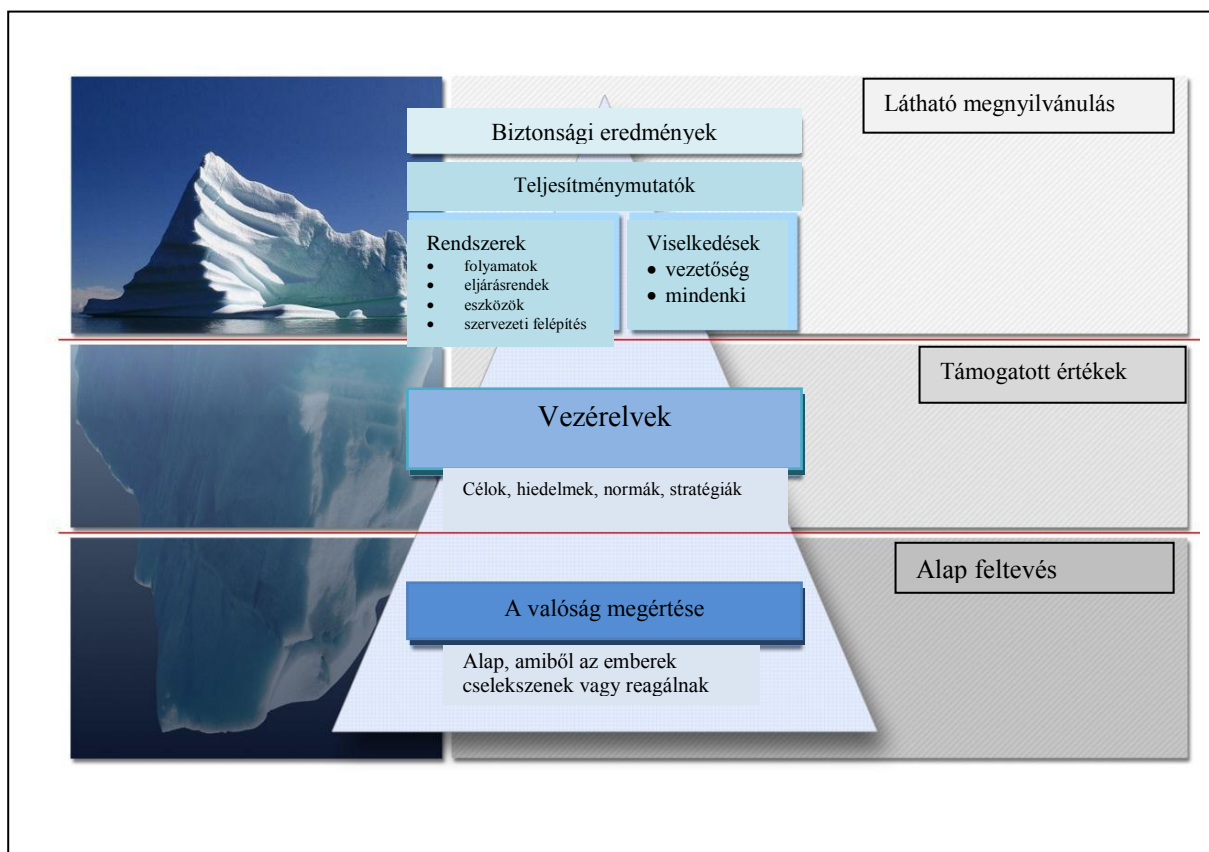 Látható megnyilvánulás
Biztonsági eredmények
Teljesítménymutatók
Rendszerek
• folyamatok
• eljárásrendek
• eszközök
• szervezeti felépítés
Viselkedések
• vezetőség
• mindenki
Támogatott értékek
Vezérelvek
Célok, hiedelmek, normák, stratégiák
Alap feltevés
A valóság megértése
Alap, amiből az emberek
cselekszenek vagy reagálnak